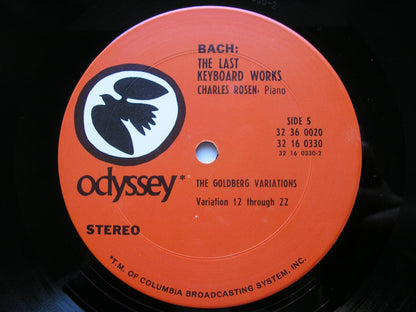 BACH:
THE LAST
KEYBOARD WORKS
CHARLES ROSEN, Piano
SIDE 5
32 36 0020
32 16 0330
32 16 0330-2
odyssey*
THE GOLDBERG VARIATIONS
Variation 12 through 22
STEREO
*T.M. OF COLUMBIA BROADCASTING SYSTEM, INC.